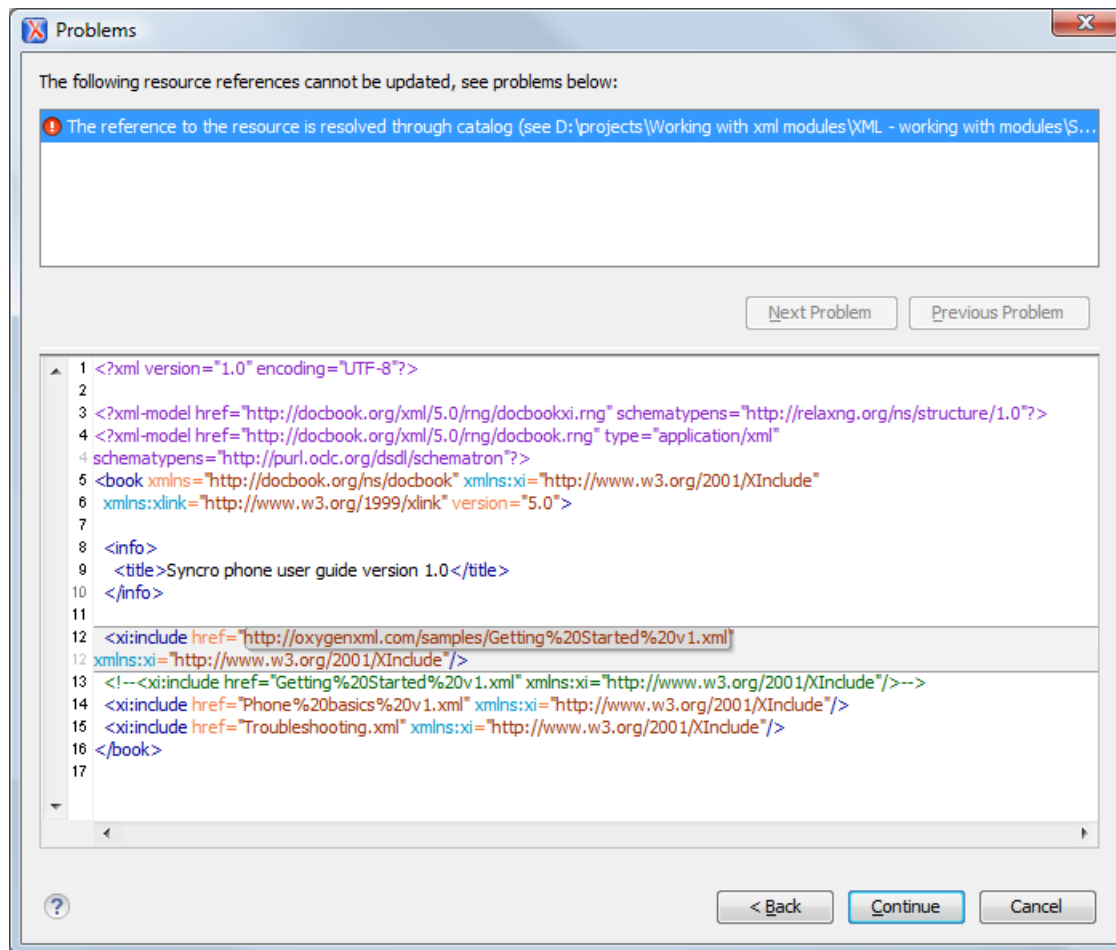 Problems
The following resource references cannot be updated, see problems below:
The reference to the resource is resolved through catalog (see D:\projects\Working with xml modules\XML - working with modules\S...
Next Problem Previous Problem
1 <?xml version="1.0" encoding="UTF-8"?>
2
3 <?xml-model href="http://docbook.org/xml/5.0/rng/docbookxi.rng" schematypens="http://relaxng.org/ns/structure/1.0"?>
4 <?xml-model href="http://docbook.org/xml/5.0/rng/docbook.rng" type="application/xml"
4 schematypens="http://purl.oclc.org/dsdl/schematron"?>
5 <book xmlns="http://docbook.org/ns/docbook" xmlns:xi="http://www.w3.org/2001/XInclude"
6 xmlns:xlink="http://www.w3.org/1999/xlink" version="5.0">
7
8 <info>
9 <title>Syncro phone user guide version 1.0</title>
10 </info>
11
12 <xi:include href="http://oxygenxml.com/samples/Getting%20Started%20v1.xml"
12 xmlns:xi="http://www.w3.org/2001/XInclude"/>
13 <!--<xi:include href="Getting%20Started%20v1.xml" xmlns:xi="http://www.w3.org/2001/XInclude"/>-->
14 <xi:include href="Phone%20basics%20v1.xml" xmlns:xi="http://www.w3.org/2001/XInclude"/>
15 <xi:include href="Troubleshooting.xml" xmlns:xi="http://www.w3.org/2001/XInclude"/>
16 </book>
17
? < Back Continue Cancel